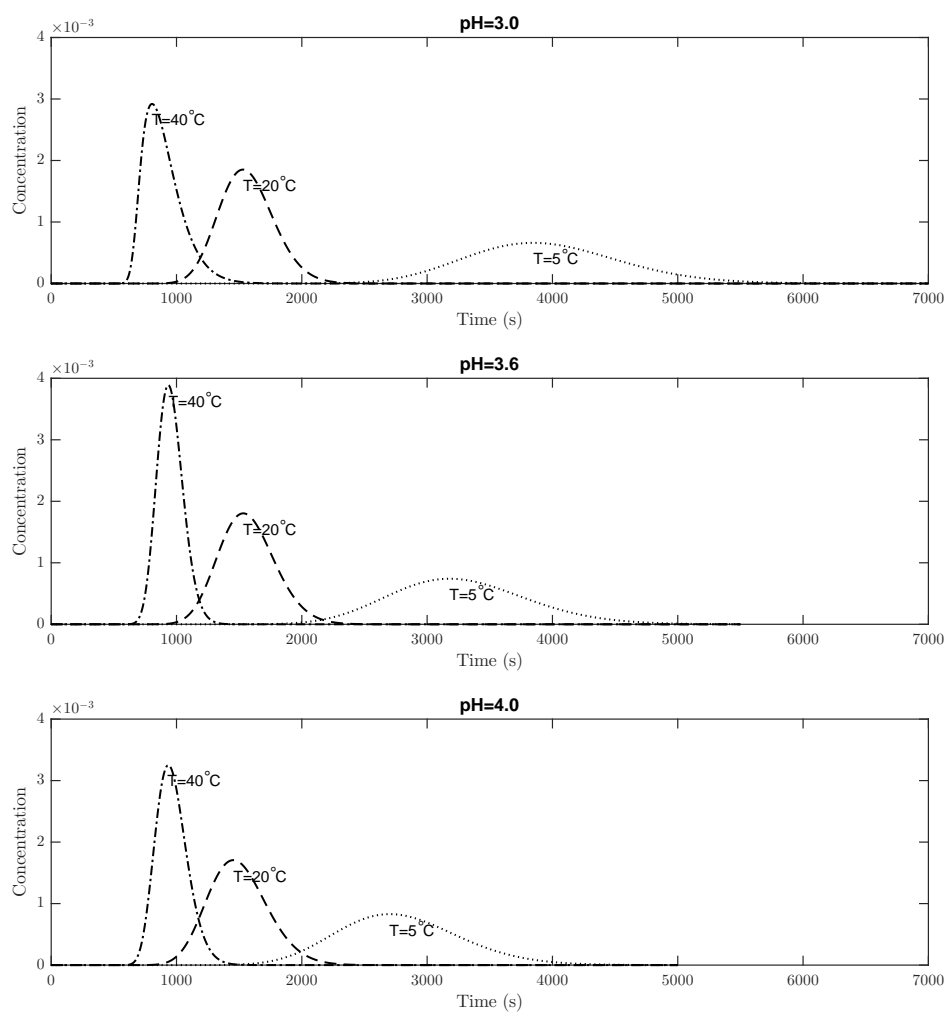 pH=3.0
×10⁻³
4
3
2
1
0
Concentration
T=40°C
T=20°C
T=5°C
0 1000 2000 3000 4000 5000 6000 7000
Time (s)
pH=3.6
×10⁻³
4
3
2
1
0
Concentration
T=40°C
T=20°C
T=5°C
0 1000 2000 3000 4000 5000 6000 7000
Time (s)
pH=4.0
×10⁻³
4
3
2
1
0
Concentration
T=40°C
T=20°C
T=5°C
0 1000 2000 3000 4000 5000 6000 7000
Time (s)